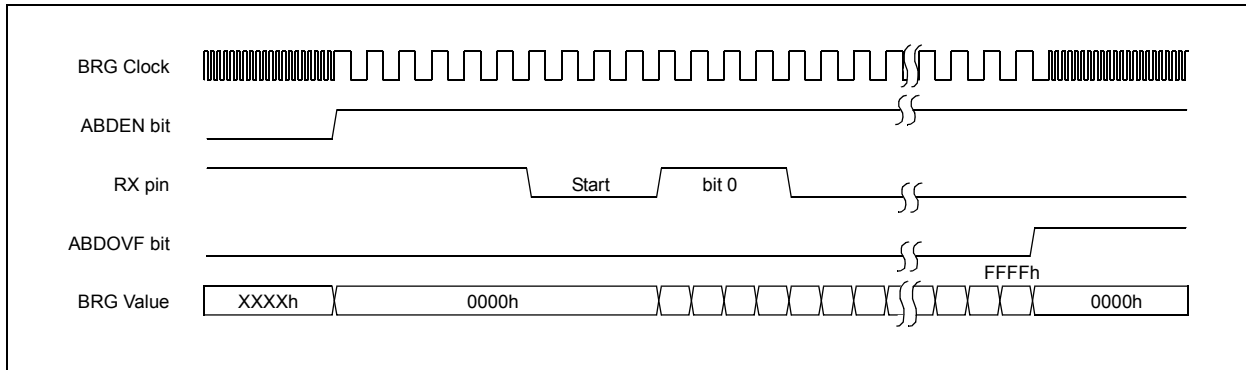 BRG Clock
ABDEN bit
RX pin
Start
bit 0
ABDOVF bit
FFFFh
BRG Value
XXXXh
0000h
0000h